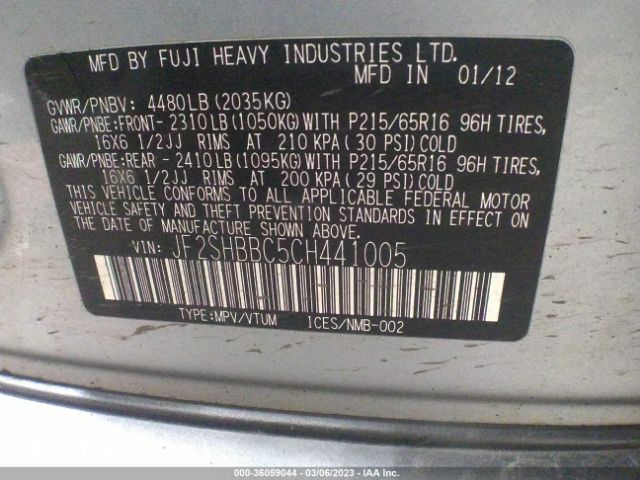 MFD BY FUJI HEAVY INDUSTRIES LTD.
MFD IN 01/12
GVWR/PNBV: 4480LB(2035KG)
GAWR/PNBE:FRONT- 2310LB(1050KG)WITH P215/65R16 96H TIRES,
16X6 1/2JJ RIMS AT 210 KPA( 30 PSI)COLD
GAWR/PNBE:REAR - 2410LB(1095KG)WITH P215/65R16 96H TIRES,
16X6 1/2JJ RIMS AT 200 KPA( 29 PSI)COLD
THIS VEHICLE CONFORMS TO ALL APPLICABLE FEDERAL MOTOR
VEHICLE SAFETY AND THEFT PREVENTION STANDARDS IN EFFECT ON
THE DATE OF MANUFACTURE SHOWN ABOVE.
VIN: JF2SHBBC5CH441005
TYPE:MPV/VTUM ICES/NMB-002
000-36059044 - 03/06/2023 - IAAI Inc.